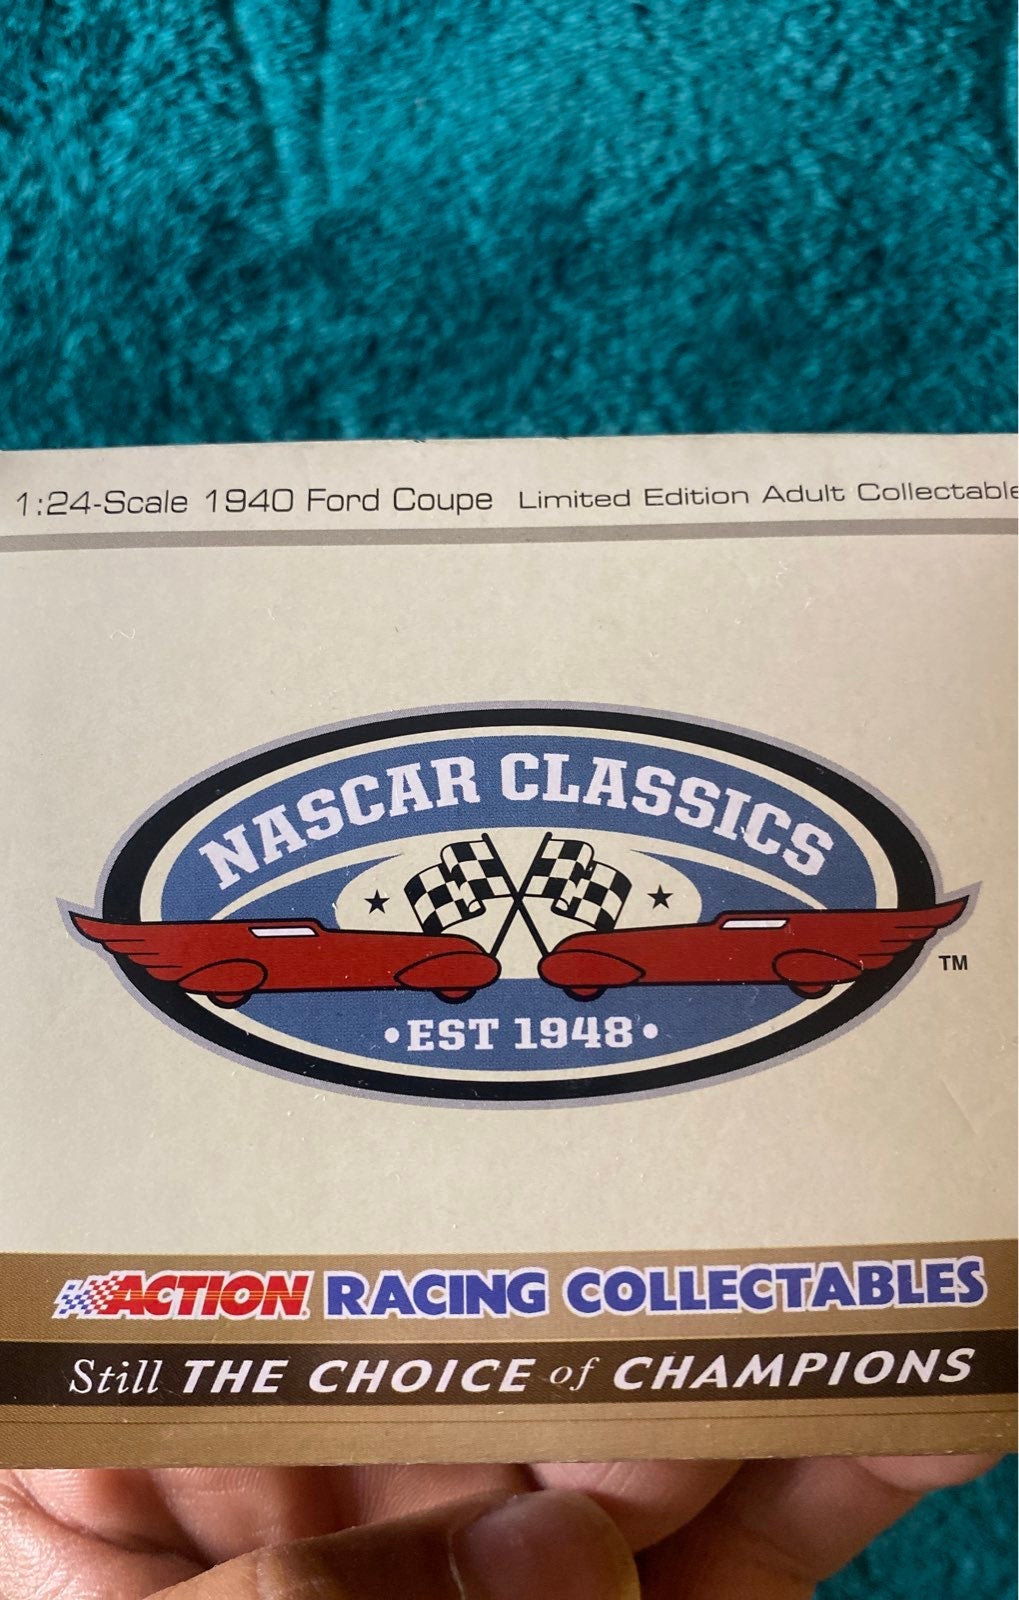 1:24-Scale 1940 Ford Coupe Limited Edition Adult Collectable
NASCAR CLASSICS
TM
•EST 1948•
ACTION RACING COLLECTABLES
Still THE CHOICE of CHAMPIONS